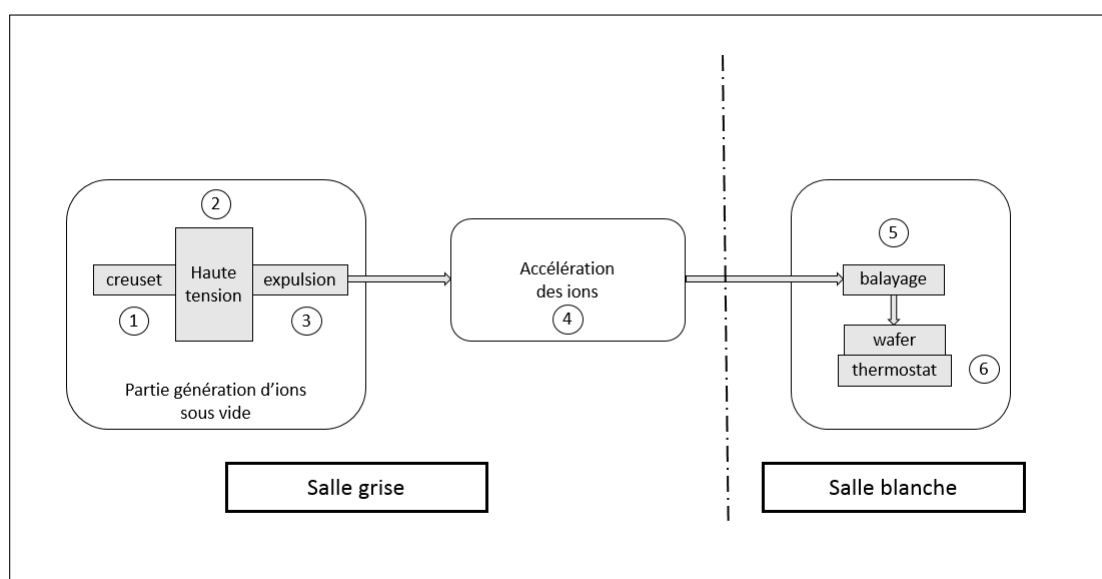 2
5
creuset
Haute
tension
expulsion
Accélération
des ions
balayage
1
3
4
wafer
thermostat
6
Partie génération d’ions
sous vide
Salle grise
Salle blanche